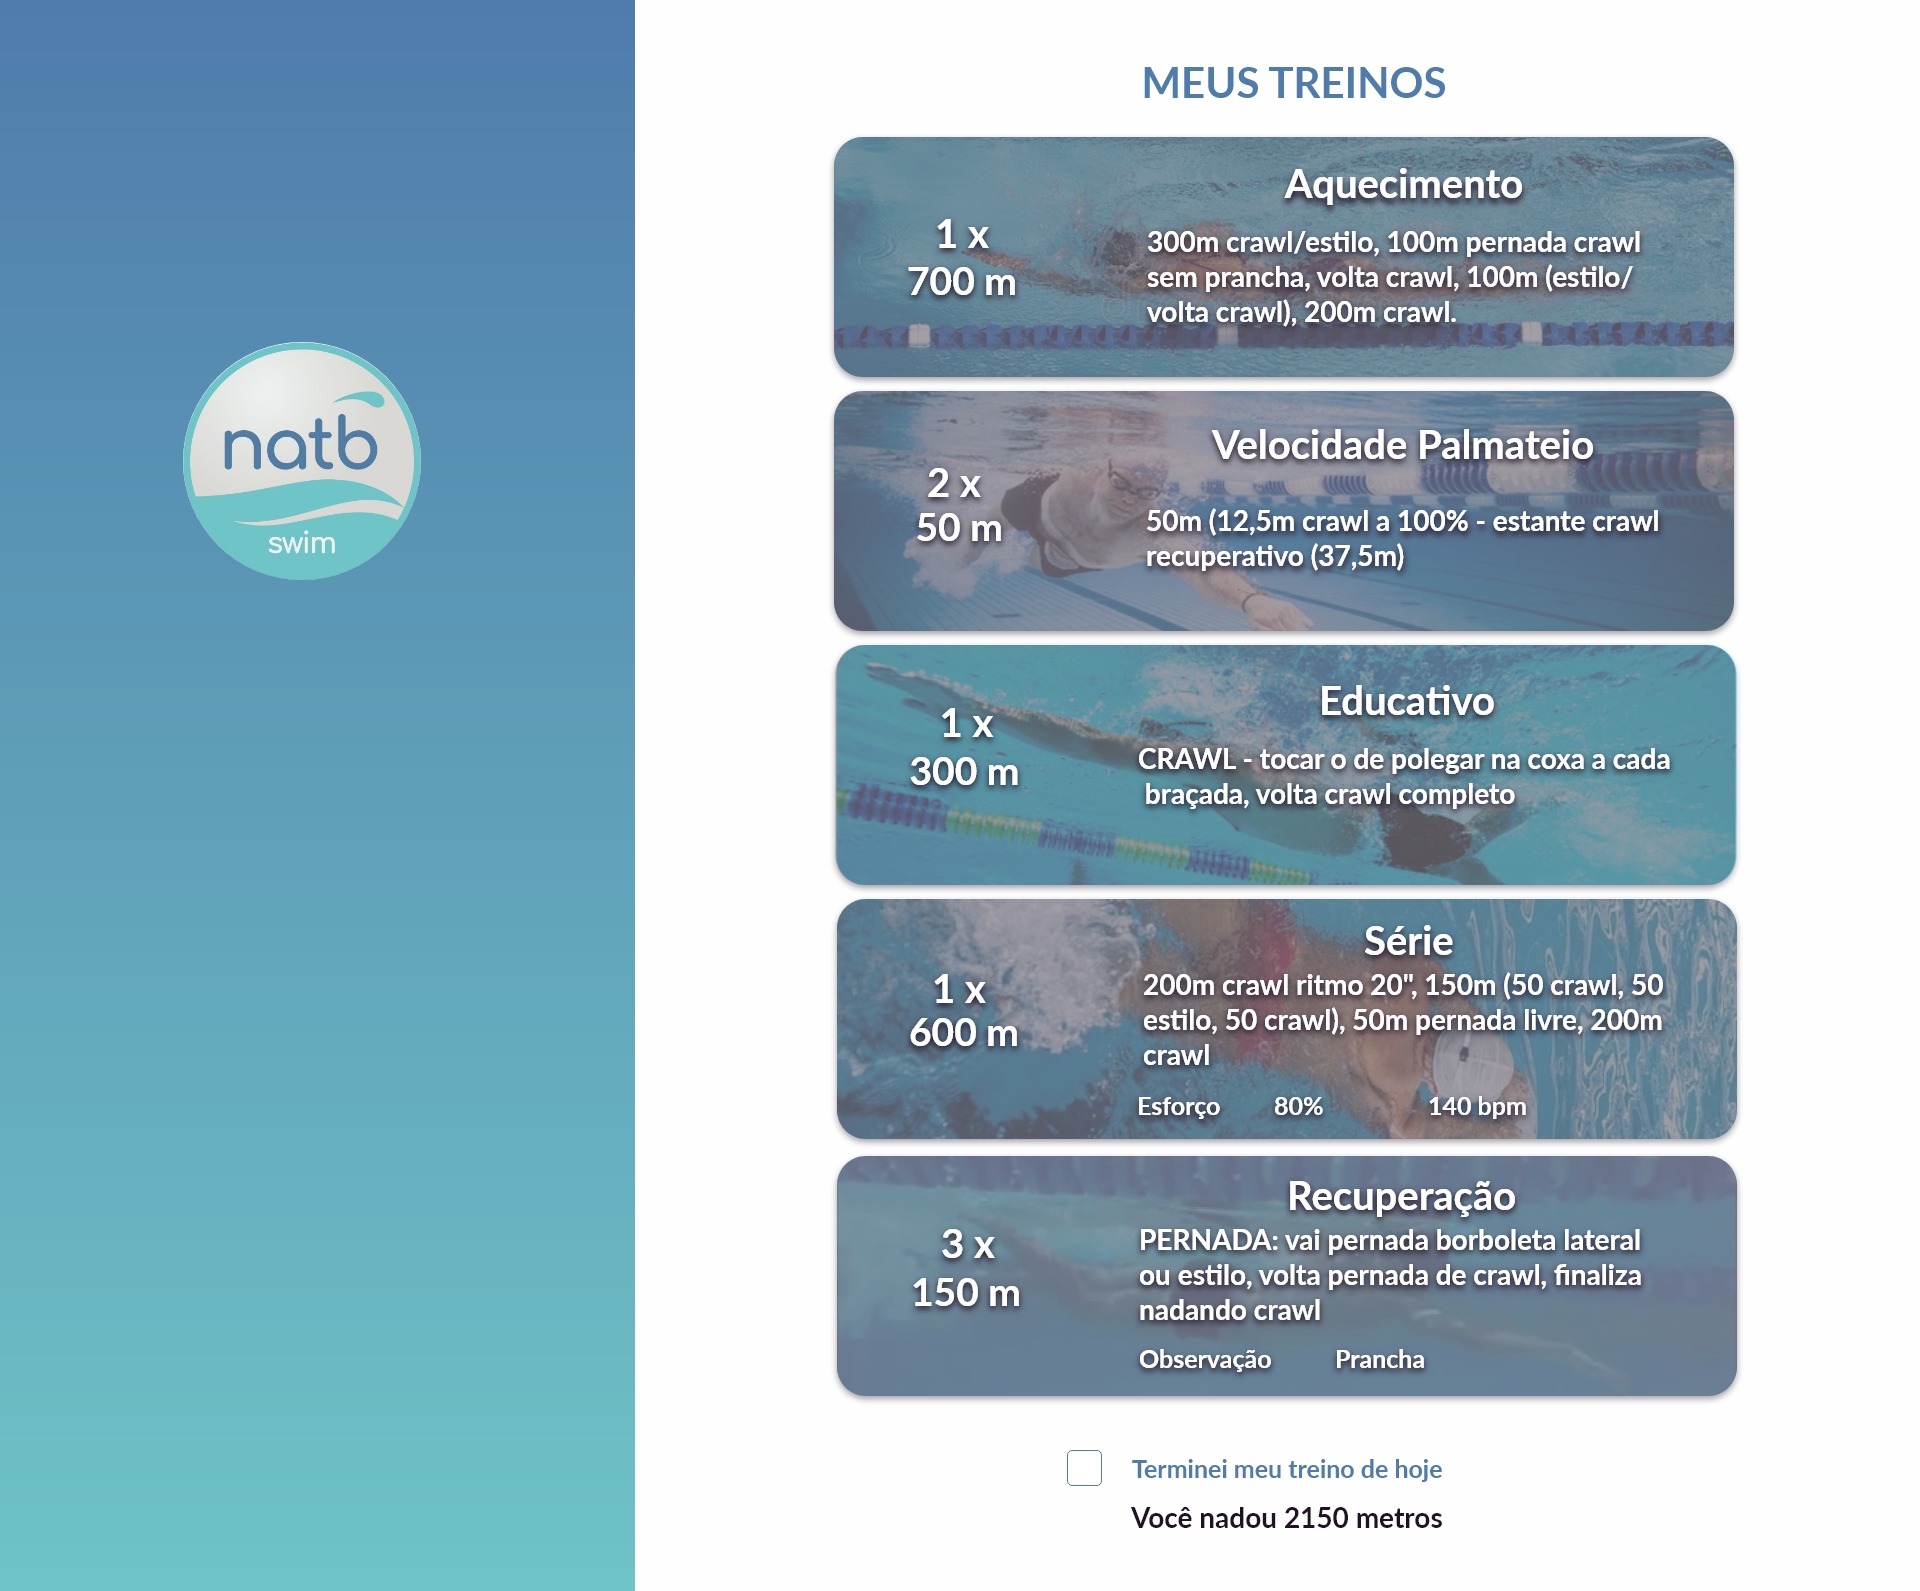 natb
swim
MEUS TREINOS
1 x
700 m
Aquecimento
300m crawl/estilo, 100m pernada crawl
sem prancha, volta crawl, 100m (estilo/
volta crawl), 200m crawl.
2 x
50 m
Velocidade Palmateio
50m (12,5m crawl a 100% - estante crawl
recuperativo (37,5m)
1 x
300 m
Educativo
CRAWL - tocar o de polegar na coxa a cada
braçada, volta crawl completo
1 x
600 m
Série
200m crawl ritmo 20", 150m (50 crawl, 50
estilo, 50 crawl), 50m pernada livre, 200m
crawl
Esforço 80% 140 bpm
3 x
150 m
Recuperação
PERNADA: vai pernada borboleta lateral
ou estilo, volta pernada de crawl, finaliza
nadando crawl
Observação Prancha
Terminei meu treino de hoje
Você nadou 2150 metros